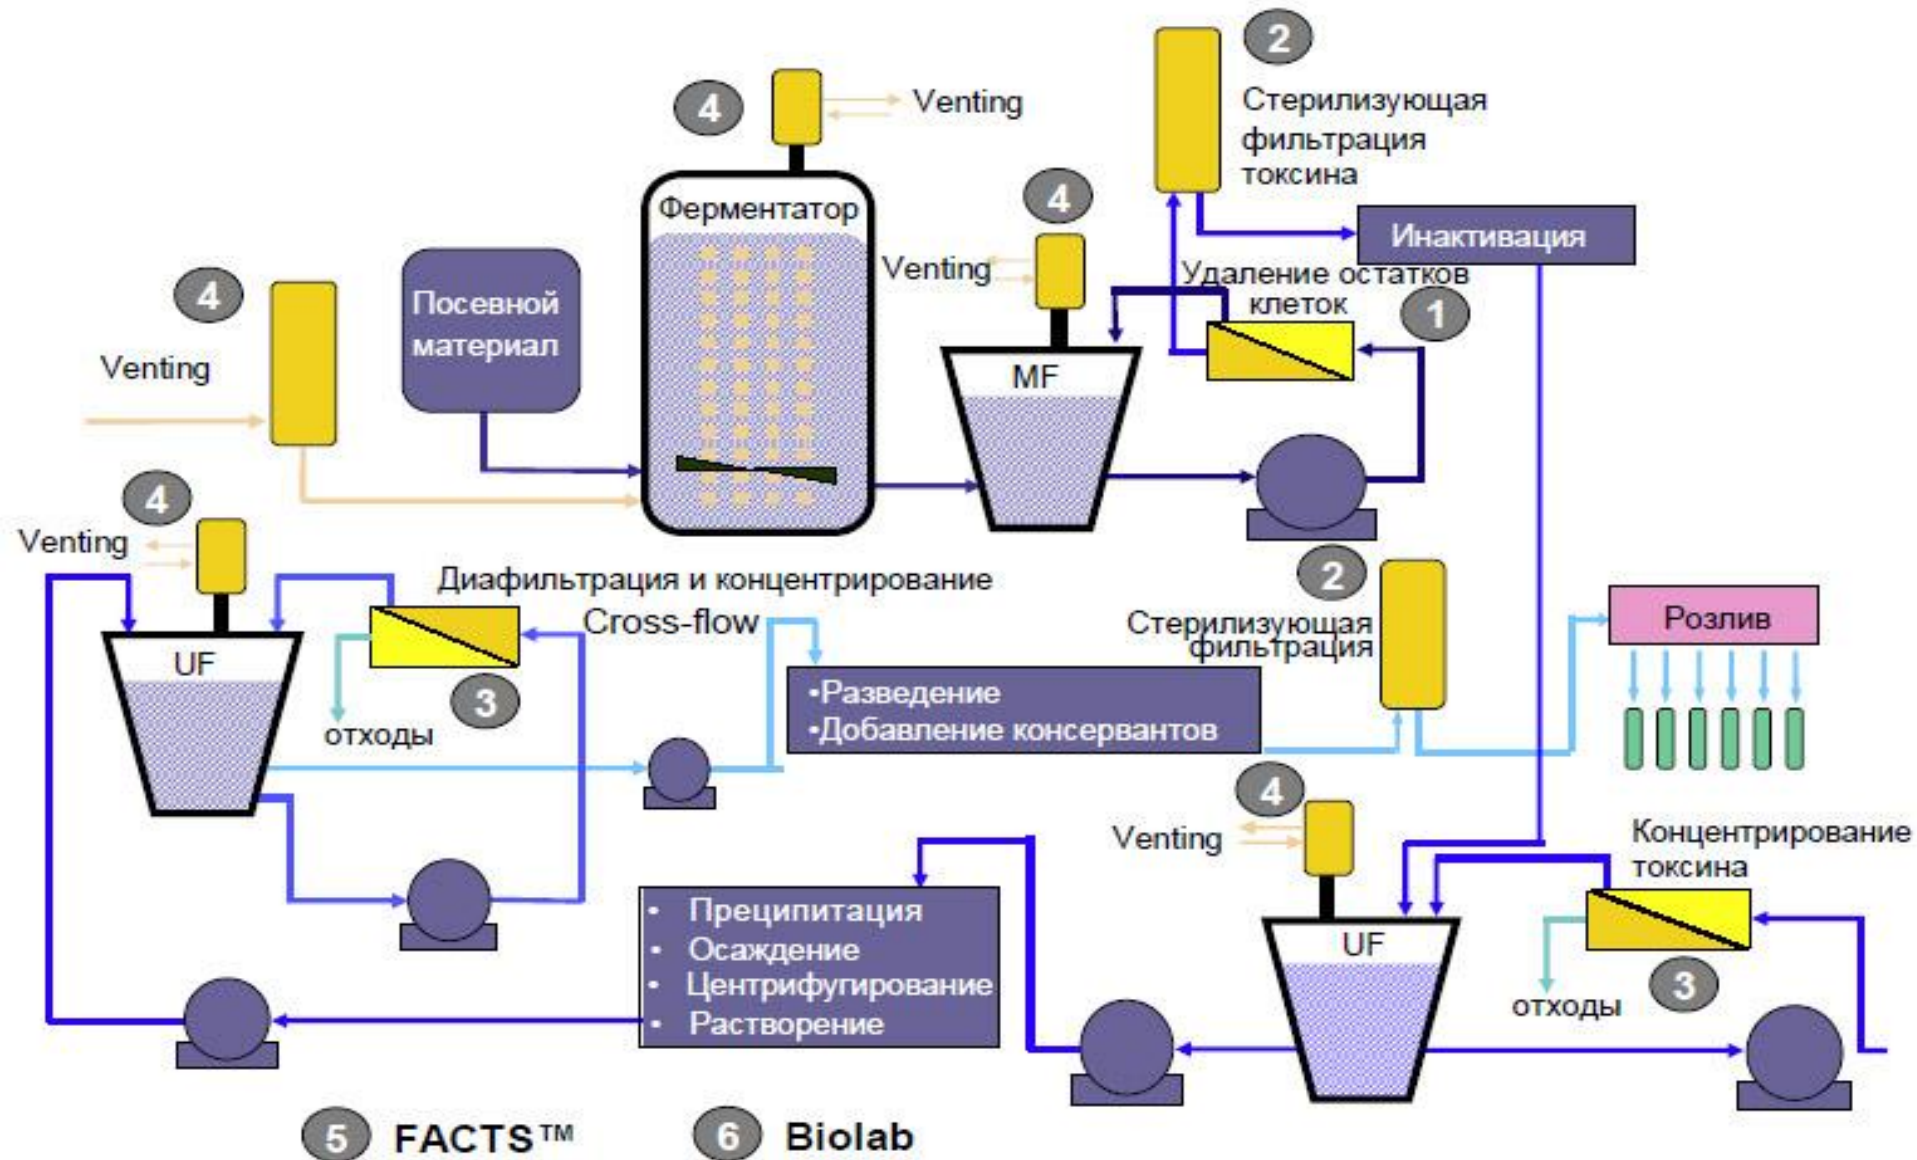 2
4
Venting
Стерилизующая
фильтрация
токсина
4
Ферментатор
Инактивация
Venting
Удаление остатков
клеток
1
4
Посевной
материал
Venting
MF
4
Venting
Диафильтрация и концентрирование
Cross-flow
2
Стерилизующая
фильтрация
Розлив
UF
3
отходы
•Разведение
•Добавление консервантов
4
Venting
Концентрирование
токсина
• Преципитация
• Осаждение
• Центрифугирование
• Растворение
UF
3
отходы
5 FACTS™
6 Biolab